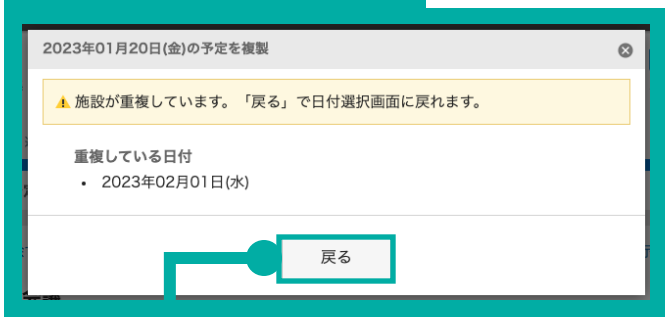 2023年01月20日(金)の予定を複製
施設が重複しています。「戻る」で日付選択画面に戻れます。
重複している日付
• 2023年02月01日(水)
戻る